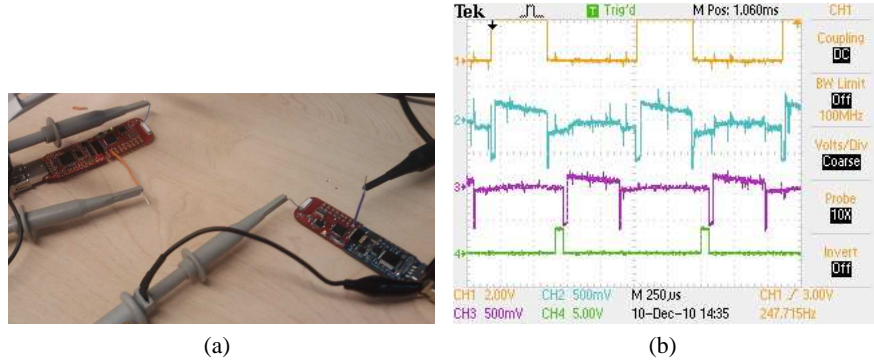 Tek
T Trig'd
M Pos: 1.060ms
CH1
Coupling
DC
BW Limit
Off
100MHz
Volts/Div
Coarse
Probe
10X
Invert
Off
1
2
3
4
CH1 2.00V
CH2 500mV
M 250µs
CH1 / 3.00V
CH3 500mV
CH4 5.00V
10-Dec-10 14:35
247.715Hz
(a)
(b)